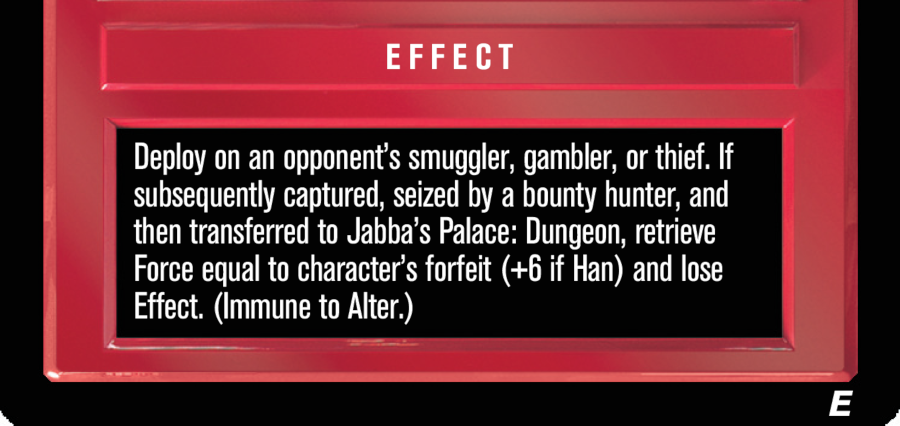 EFFECT
Deploy on an opponent's smuggler, gambler, or thief. If
subsequently captured, seized by a bounty hunter, and
then transferred to Jabba's Palace: Dungeon, retrieve
Force equal to character's forfeit (+6 if Han) and lose
Effect. (Immune to Alter.)
E